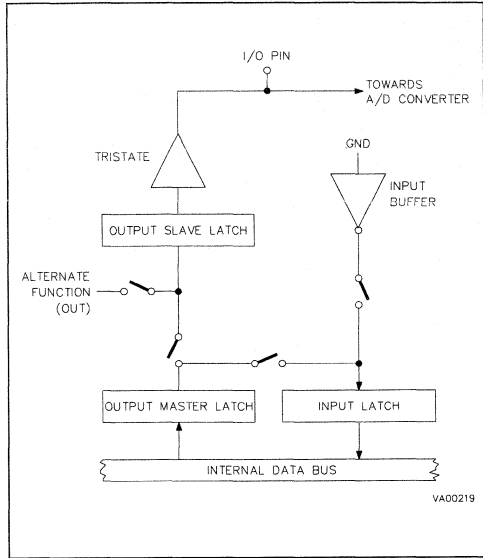 I/O PIN
TOWARDS
A/D CONVERTER
TRISTATE
GND
INPUT
BUFFER
OUTPUT SLAVE LATCH
ALTERNATE
FUNCTION
(OUT)
OUTPUT MASTER LATCH
INPUT LATCH
INTERNAL DATA BUS
VA00219